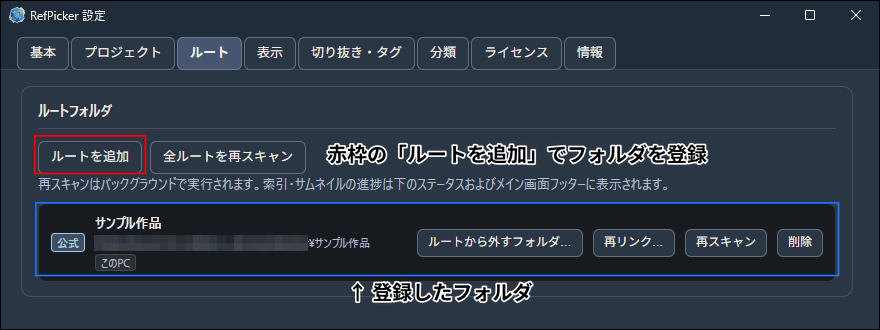 RefPicker 設定
基本 プロジェクト ルート 表示 切り抜き・タグ 分類 ライセンス 情報
ルートフォルダ
ルートを追加 全ルートを再スキャン 赤枠の「ルートを追加」でフォルダを登録
再スキャンはバックグラウンドで実行されます。索引・サムネイルの進捗は下のステータスおよびメイン画面フッターに表示されます。
サンプル作品
公式 ¥サンプル作品 ルートから外すフォルダ... 再リンク... 再スキャン 削除
このPC
↑登録したフォルダ